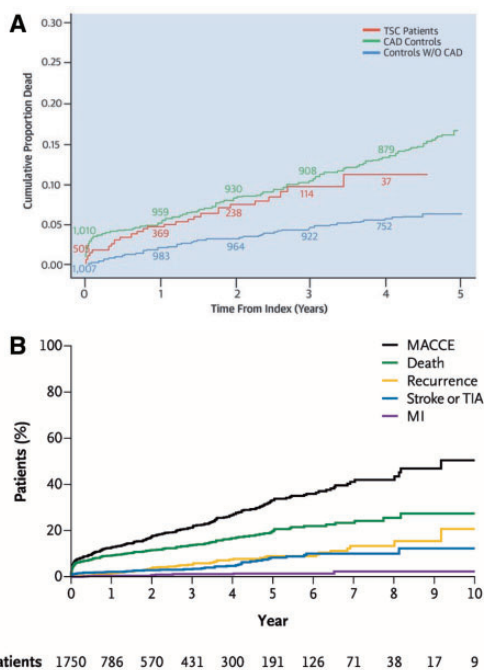 A
0.30
0.25
0.20
0.15
0.10
0.05
0.00
Cumulative Proportion Dead
TSC Patients
CAD Controls
Controls W/O CAD
1,010
959
930
908
879
505
369
238
114
37
1,007
983
964
922
752
0 1 2 3 4 5
Time From Index (Years)
B
100
80
60
40
20
0
Patients (%)
MACCE
Death
Recurrence
Stroke or TIA
MI
0 1 2 3 4 5 6 7 8 9 10
Year
atients 1750 786 570 431 300 191 126 71 38 17 9